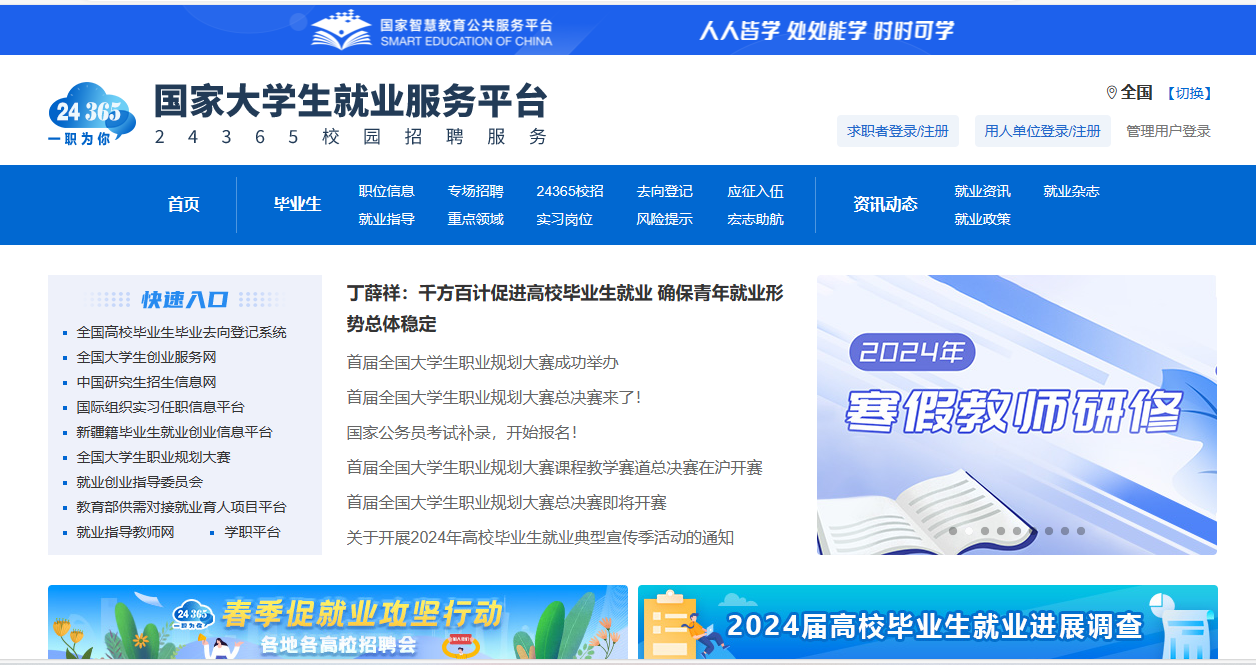 国家智慧教育公共服务平台
SMART EDUCATION OF CHINA
人人皆学 处处能学 时时可学
24 365
一职为你
国家大学生就业服务平台
24365校园招聘服务
全国 【切换】
求职者登录/注册 用人单位登录/注册 管理用户登录
首页
毕业生
职位信息 专场招聘 24365校招 去向登记 应征入伍
就业指导 重点领域 实习岗位 风险提示 宏志助航
资讯动态
就业资讯 就业杂志
就业政策
快速入口
全国高校毕业生毕业去向登记系统
全国大学生创业服务网
中国研究生招生信息网
国际组织实习任职信息平台
新疆籍毕业生就业创业信息平台
全国大学生职业规划大赛
就业创业指导委员会
教育部供需对接就业育人项目平台
就业指导教师网 学职平台
丁薛祥：千方百计促进高校毕业生就业 确保青年就业形
势总体稳定
首届全国大学生职业规划大赛成功举办
首届全国大学生职业规划大赛总决赛来了！
国家公务员考试补录，开始报名！
首届全国大学生职业规划大赛课程教学赛道总决赛在沪开赛
首届全国大学生职业规划大赛总决赛即将开赛
关于开展2024年高校毕业生就业典型宣传季活动的通知
2024年
寒假教师研修
24 365
一职为你
春季促就业攻坚行动
各地各高校招聘会
2024届高校毕业生就业进展调查